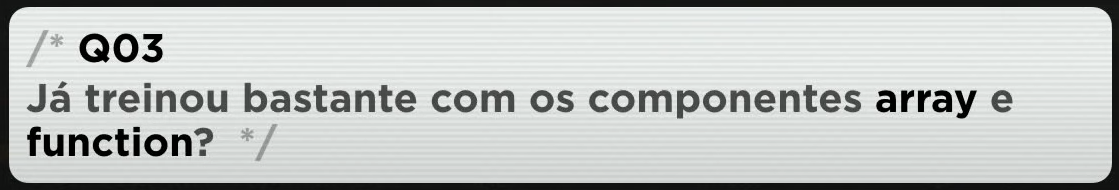 /* Q03
Já treinou bastante com os componentes array e
function? */